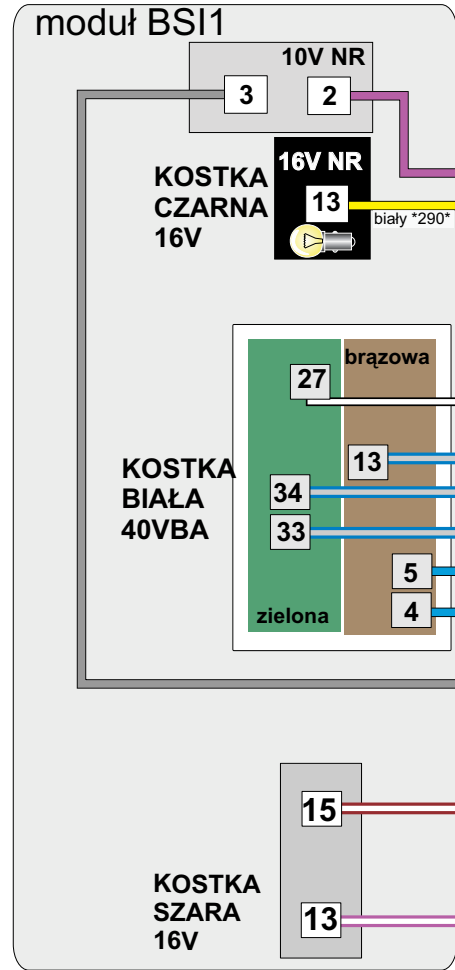 moduł BSI1
10V NR
3
2
16V NR
KOSTKA
CZARNA
16V
13
biały *290*
brązowa
27
13
KOSTKA
BIAŁA
40VBA
34
33
5
4
zielona
15
KOSTKA
SZARA
16V
13